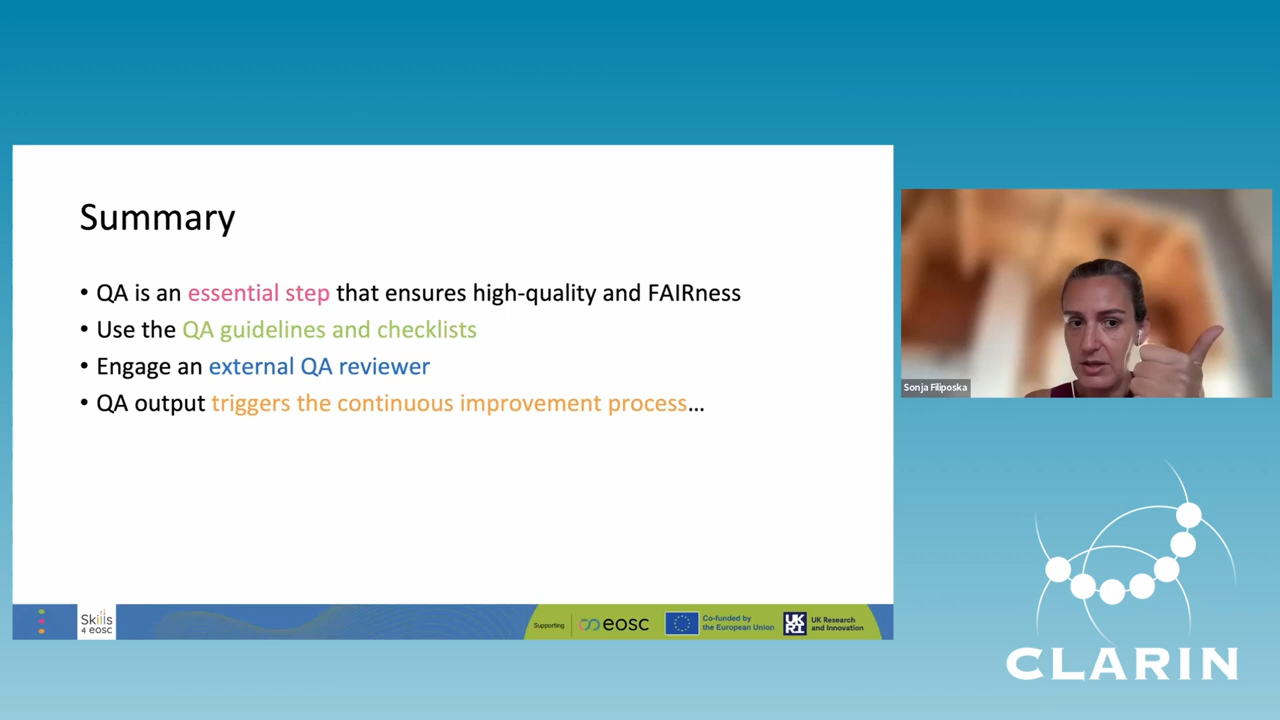 Summary
• QA is an essential step that ensures high-quality and FAIRness
• Use the QA guidelines and checklists
• Engage an external QA reviewer
• QA output triggers the continuous improvement process…
Sonja Filiposka
Skills
4 eosc
Supporting
eosc
Co-funded by
the European Union
UK
RI
UK Research
and Innovation
CLARIN